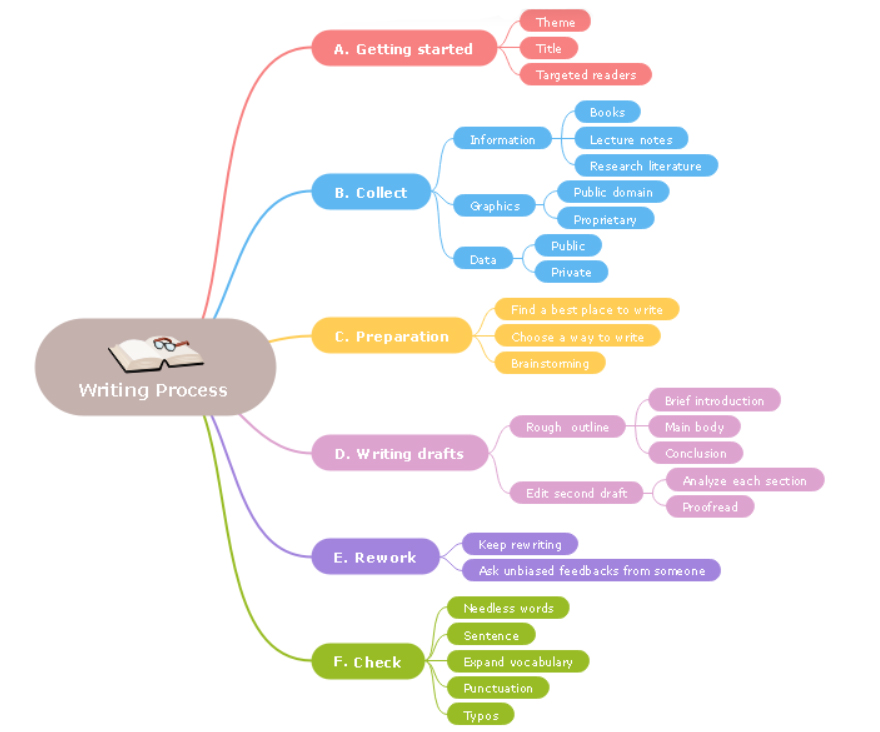 Writing Process
A. Getting started
Theme
Title
Targeted readers
B. Collect
Information
Books
Lecture notes
Research literature
Graphics
Public domain
Proprietary
Data
Public
Private
C. Preparation
Find a best place to write
Choose a way to write
Brainstorming
D. Writing drafts
Rough outline
Brief introduction
Main body
Conclusion
Edit second draft
Analyze each section
Proofread
E. Rework
Keep rewriting
Ask unbiased feedbacks from someone
F. Check
Needless words
Sentence
Expand vocabulary
Punctuation
Typos